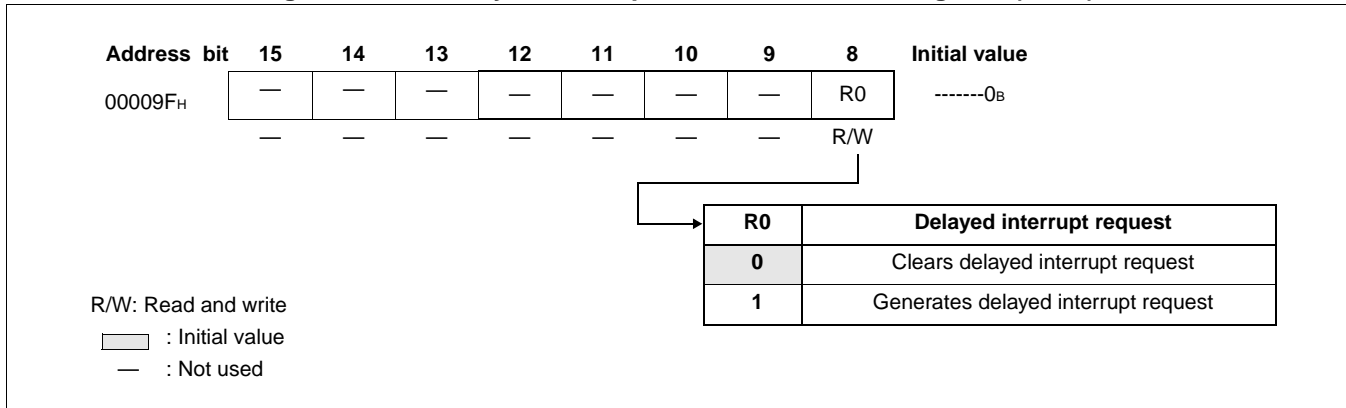 Address bit 15 14 13 12 11 10 9 8 Initial value
00009FH — — — — — — — R0 -------0B
— — — — — — — R/W
R0 Delayed interrupt request
0 Clears delayed interrupt request
1 Generates delayed interrupt request
R/W: Read and write
: Initial value
— : Not used